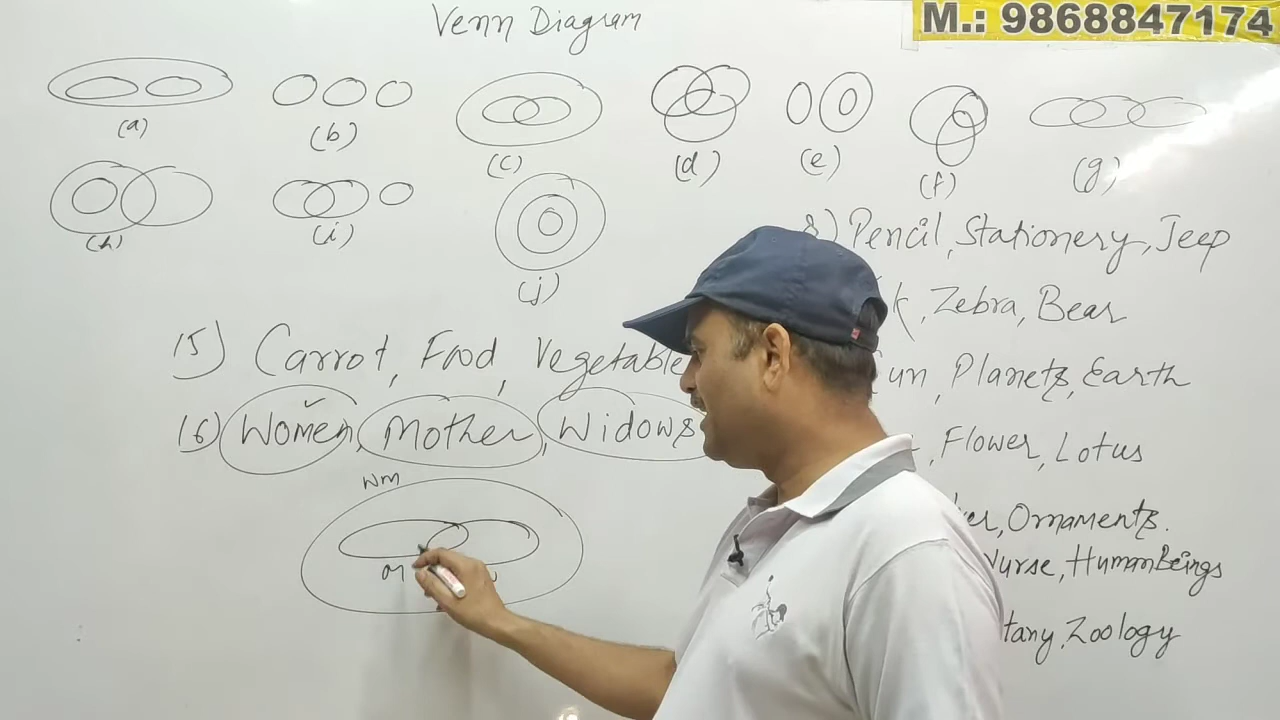 Venn Diagram
M.: 9868847174
(a) (b) (c) (d) (e) (f) (g)
(h) (i) (j)
8) Pencil, Stationery, Jeep
, Zebra, Bear
15) Carrot, Food, Vegetable
Sun, Planets, Earth
16) Women, Mother, Widows
, Flower, Lotus
wm
, Ornaments.
Nurse, Human Beings
Zoology